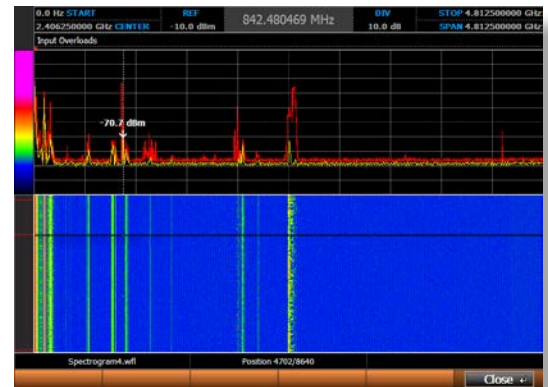 0.0 Hz START REF 842.480469 MHz DIV STOP 4.812500000 GHz
2.406250000 GHz CENTER -10.0 dBm 10.0 dB SPAN 4.812500000 GHz
Input Overloads
-70.7 dBm
Spectrogram4.wfl Position 4702/8640
Close